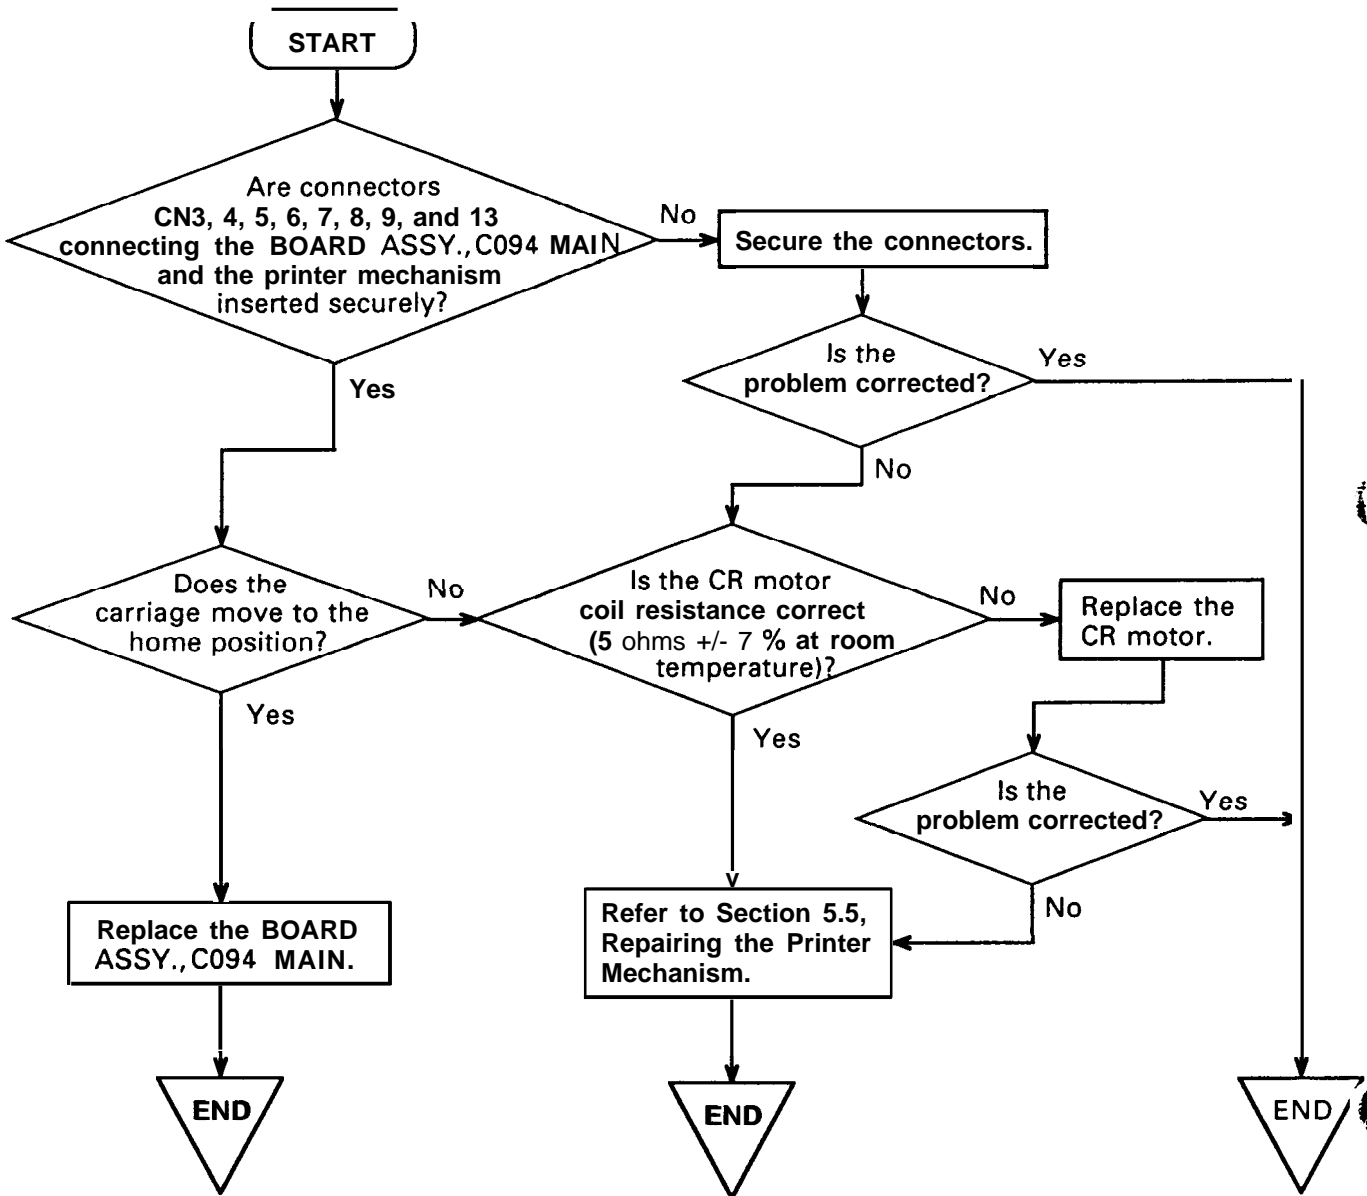 START
Are connectors
CN3, 4, 5, 6, 7, 8, 9, and 13
connecting the BOARD ASSY., C094 MAIN
and the printer mechanism
inserted securely?
No
Secure the connectors.
Yes
Is the
problem corrected?
Yes
No
Does the
carriage move to the
home position?
No
Is the CR motor
coil resistance correct
(5 ohms +/- 7 % at room
temperature)?
No
Replace the
CR motor.
Yes
Yes
Is the
problem corrected?
Yes
No
Replace the BOARD
ASSY., C094 MAIN.
Refer to Section 5.5,
Repairing the Printer
Mechanism.
END
END
END